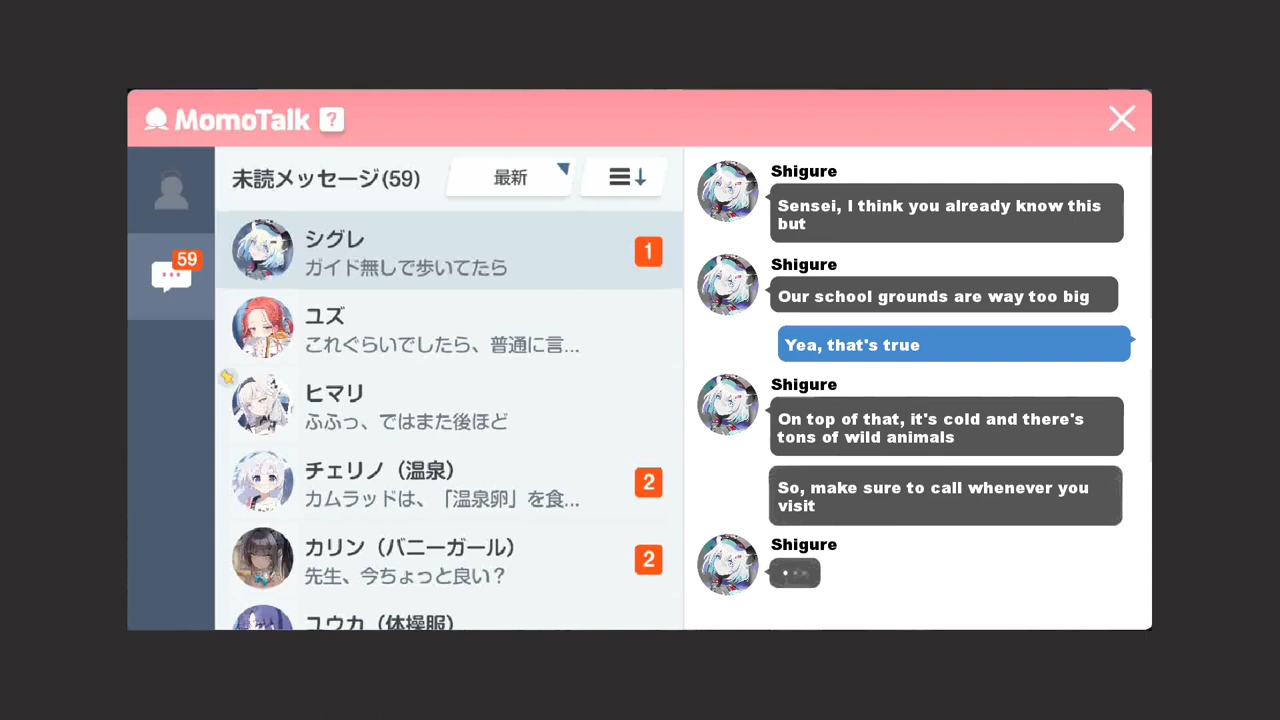 MomoTalk ?
未読メッセージ(59)
最新
59
シグレ
ガイド無しで歩いてたら
1
ユズ
これぐらいでしたら、普通に言...
ヒマリ
ふふっ、ではまた後ほど
チェリノ（温泉）
カムラッドは、「温泉卵」を食...
2
カリン（バニーガール）
先生、今ちょっと良い？
2
ユウカ（体操服）
Shigure
Sensei, I think you already know this
but
Shigure
Our school grounds are way too big
Yea, that's true
Shigure
On top of that, it's cold and there's
tons of wild animals
So, make sure to call whenever you
visit
Shigure